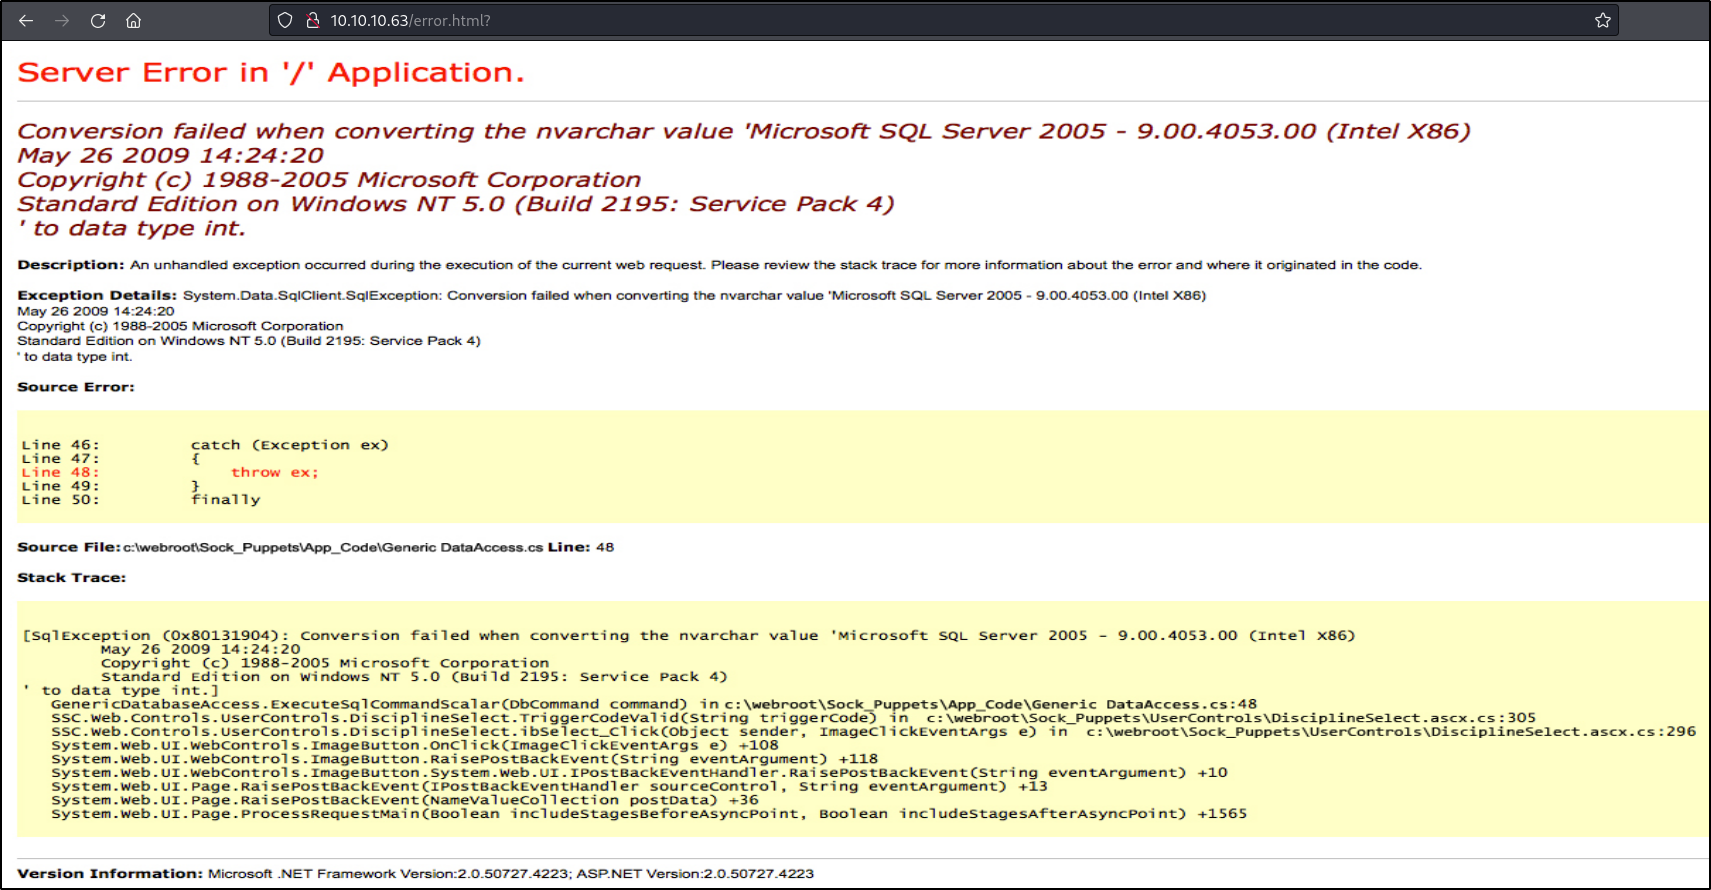 10.10.10.63/error.html?
Server Error in '/' Application.
Conversion failed when converting the nvarchar value 'Microsoft SQL Server 2005 - 9.00.4053.00 (Intel X86)
May 26 2009 14:24:20
Copyright (c) 1988-2005 Microsoft Corporation
Standard Edition on Windows NT 5.0 (Build 2195: Service Pack 4)
' to data type int.
Description: An unhandled exception occurred during the execution of the current web request. Please review the stack trace for more information about the error and where it originated in the code.
Exception Details: System.Data.SqlClient.SqlException: Conversion failed when converting the nvarchar value 'Microsoft SQL Server 2005 - 9.00.4053.00 (Intel X86)
May 26 2009 14:24:20
Copyright (c) 1988-2005 Microsoft Corporation
Standard Edition on Windows NT 5.0 (Build 2195: Service Pack 4)
' to data type int.
Source Error:
Line 46:         catch (Exception ex)
Line 47:         {
Line 48:             throw ex;
Line 49:         }
Line 50:         finally
Source File: c:\webroot\Sock_Puppets\App_Code\Generic DataAccess.cs Line: 48
Stack Trace:
[SqlException (0x80131904): Conversion failed when converting the nvarchar value 'Microsoft SQL Server 2005 - 9.00.4053.00 (Intel X86)
May 26 2009 14:24:20
Copyright (c) 1988-2005 Microsoft Corporation
Standard Edition on Windows NT 5.0 (Build 2195: Service Pack 4)
' to data type int.]
GenericDatabaseAccess.ExecuteSqlCommandScalar(DbCommand command) in c:\webroot\Sock_Puppets\App_Code\Generic DataAccess.cs:48
SSC.Web.Controls.UserControls.DisciplineSelect.TriggerCodeValid(String triggerCode) in c:\webroot\Sock_Puppets\UserControls\DisciplineSelect.ascx.cs:305
SSC.Web.Controls.UserControls.DisciplineSelect.ibSelect_Click(Object sender, ImageClickEventArgs e) in c:\webroot\Sock_Puppets\UserControls\DisciplineSelect.ascx.cs:296
System.Web.UI.WebControls.ImageButton.OnClick(ImageClickEventArgs e) +108
System.Web.UI.WebControls.ImageButton.RaisePostBackEvent(String eventArgument) +118
System.Web.UI.WebControls.ImageButton.System.Web.UI.IPostBackEventHandler.RaisePostBackEvent(String eventArgument) +10
System.Web.UI.Page.RaisePostBackEvent(IPostBackEventHandler sourceControl, String eventArgument) +13
System.Web.UI.Page.RaisePostBackEvent(NameValueCollection postData) +36
System.Web.UI.Page.ProcessRequestMain(Boolean includeStagesBeforeAsyncPoint, Boolean includeStagesAfterAsyncPoint) +1565
Version Information: Microsoft .NET Framework Version:2.0.50727.4223; ASP.NET Version:2.0.50727.4223